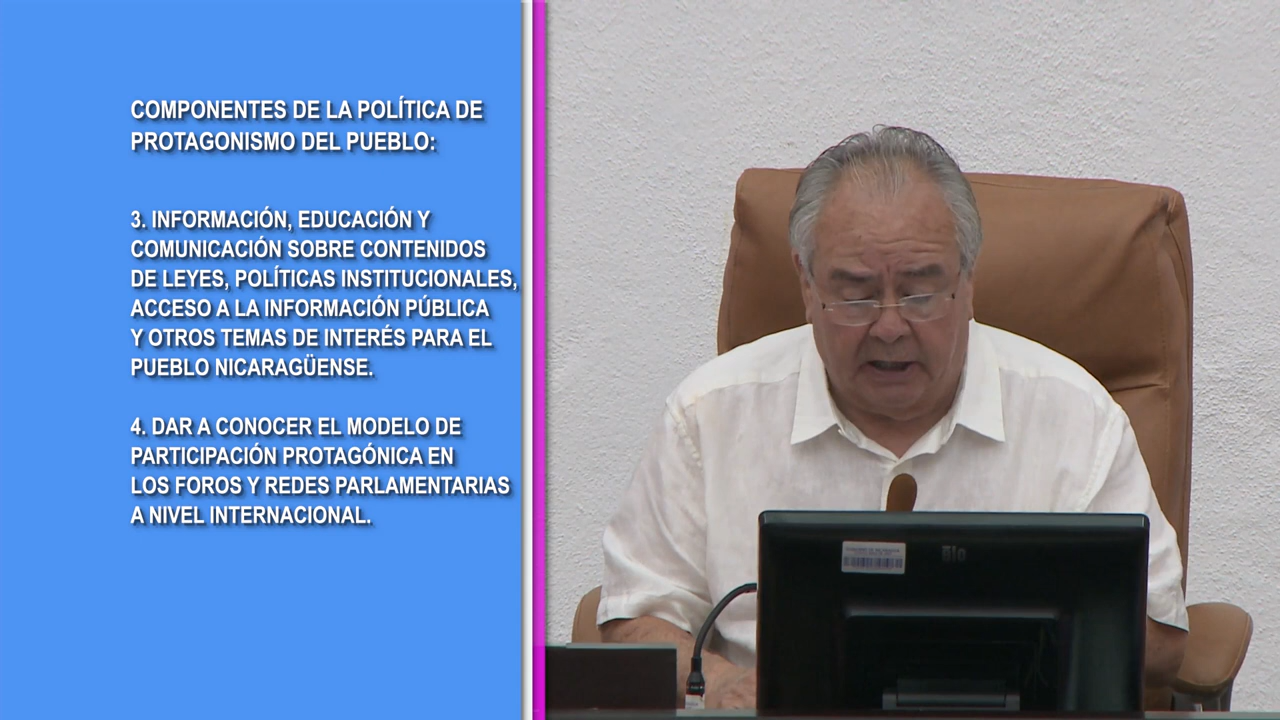 COMPONENTES DE LA POLÍTICA DE
PROTAGONISMO DEL PUEBLO:
3. INFORMACIÓN, EDUCACIÓN Y
COMUNICACIÓN SOBRE CONTENIDOS
DE LEYES, POLÍTICAS INSTITUCIONALES,
ACCESO A LA INFORMACIÓN PÚBLICA
Y OTROS TEMAS DE INTERÉS PARA EL
PUEBLO NICARAGÜENSE.
4. DAR A CONOCER EL MODELO DE
PARTICIPACIÓN PROTAGÓNICA EN
LOS FOROS Y REDES PARLAMENTARIAS
A NIVEL INTERNACIONAL.
elo